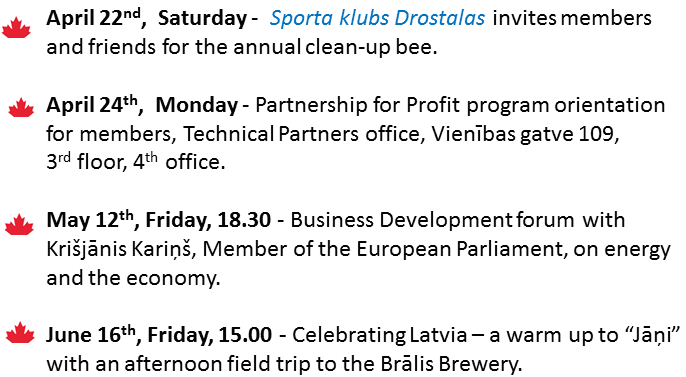 April 22nd, Saturday - Sporta klubs Drostalas invites members
and friends for the annual clean-up bee.
April 24th, Monday - Partnership for Profit program orientation
for members, Technical Partners office, Vienības gatve 109,
3rd floor, 4th office.
May 12th, Friday, 18.30 - Business Development forum with
Krišjānis Kariņš, Member of the European Parliament, on energy
and the economy.
June 16th, Friday, 15.00 - Celebrating Latvia – a warm up to “Jāņi”
with an afternoon field trip to the Brālis Brewery.